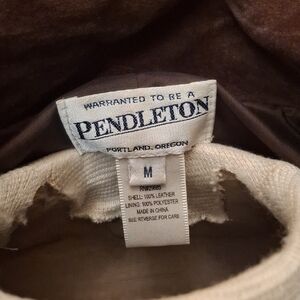 WARRANTED TO BE A
PENDLETON
PORTLAND, OREGON
M
SHELL: 100% LEATHER
LINING: 100% POLYESTER
MADE IN CHINA
SEE REVERSE FOR CARE